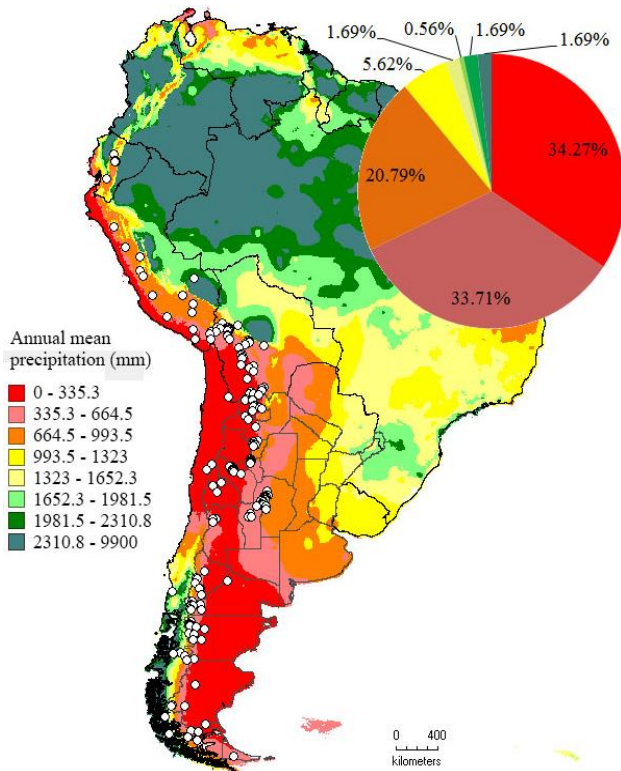 1.69%
0.56%
1.69%
1.69%
5.62%
34.27%
20.79%
33.71%
Annual mean
precipitation (mm)
0 - 335.3
335.3 - 664.5
664.5 - 993.5
993.5 - 1323
1323 - 1652.3
1652.3 - 1981.5
1981.5 - 2310.8
2310.8 - 9900
0 400
kilometers